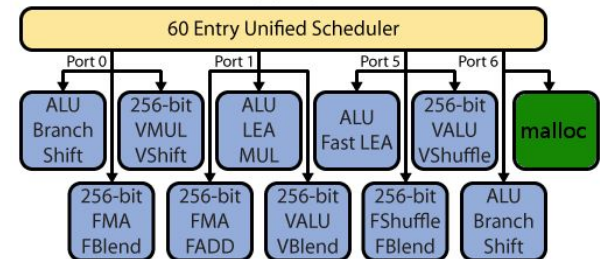 60 Entry Unified Scheduler
Port 0
Port 1
Port 5
Port 6
ALU
Branch
Shift
256-bit
VMUL
VShift
ALU
LEA
MUL
ALU
Fast LEA
256-bit
VALU
VShuffle
malloc
256-bit
FMA
FBlend
256-bit
FMA
FADD
256-bit
VALU
VBlend
256-bit
FShuffle
FBlend
ALU
Branch
Shift